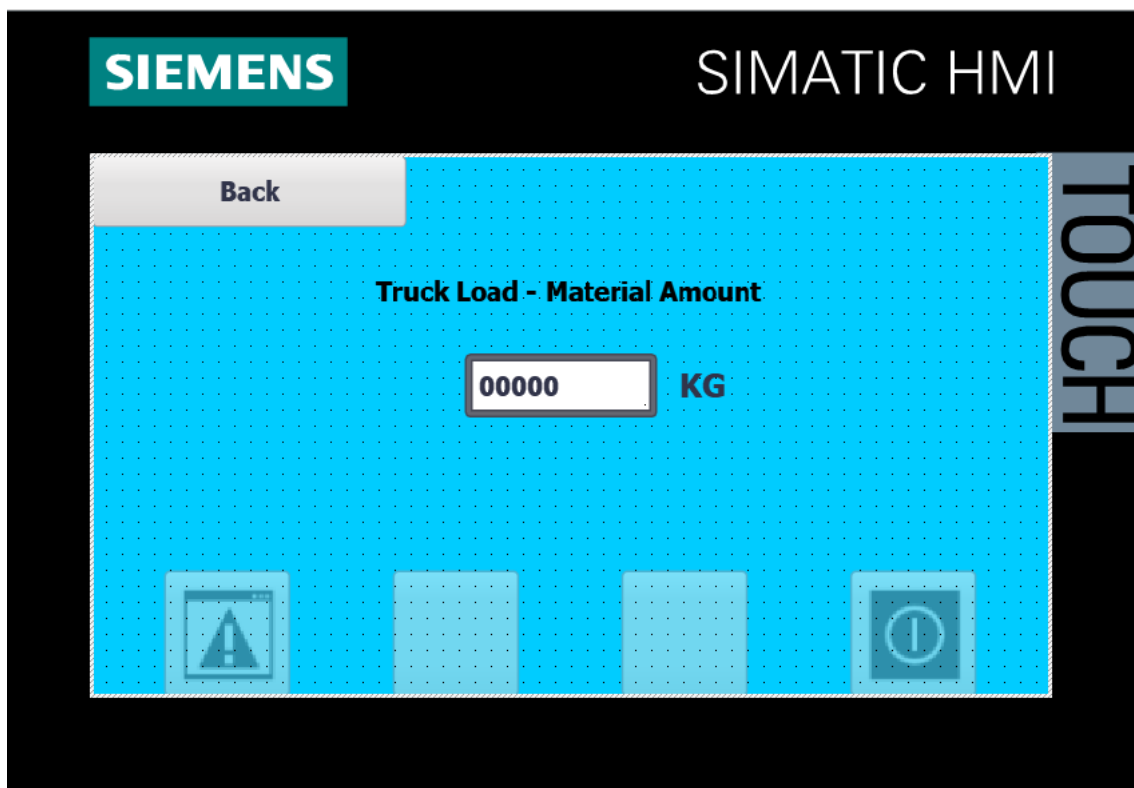 SIEMENS
SIMATIC HMI
TOUCH
Back
Truck Load - Material Amount
00000 KG